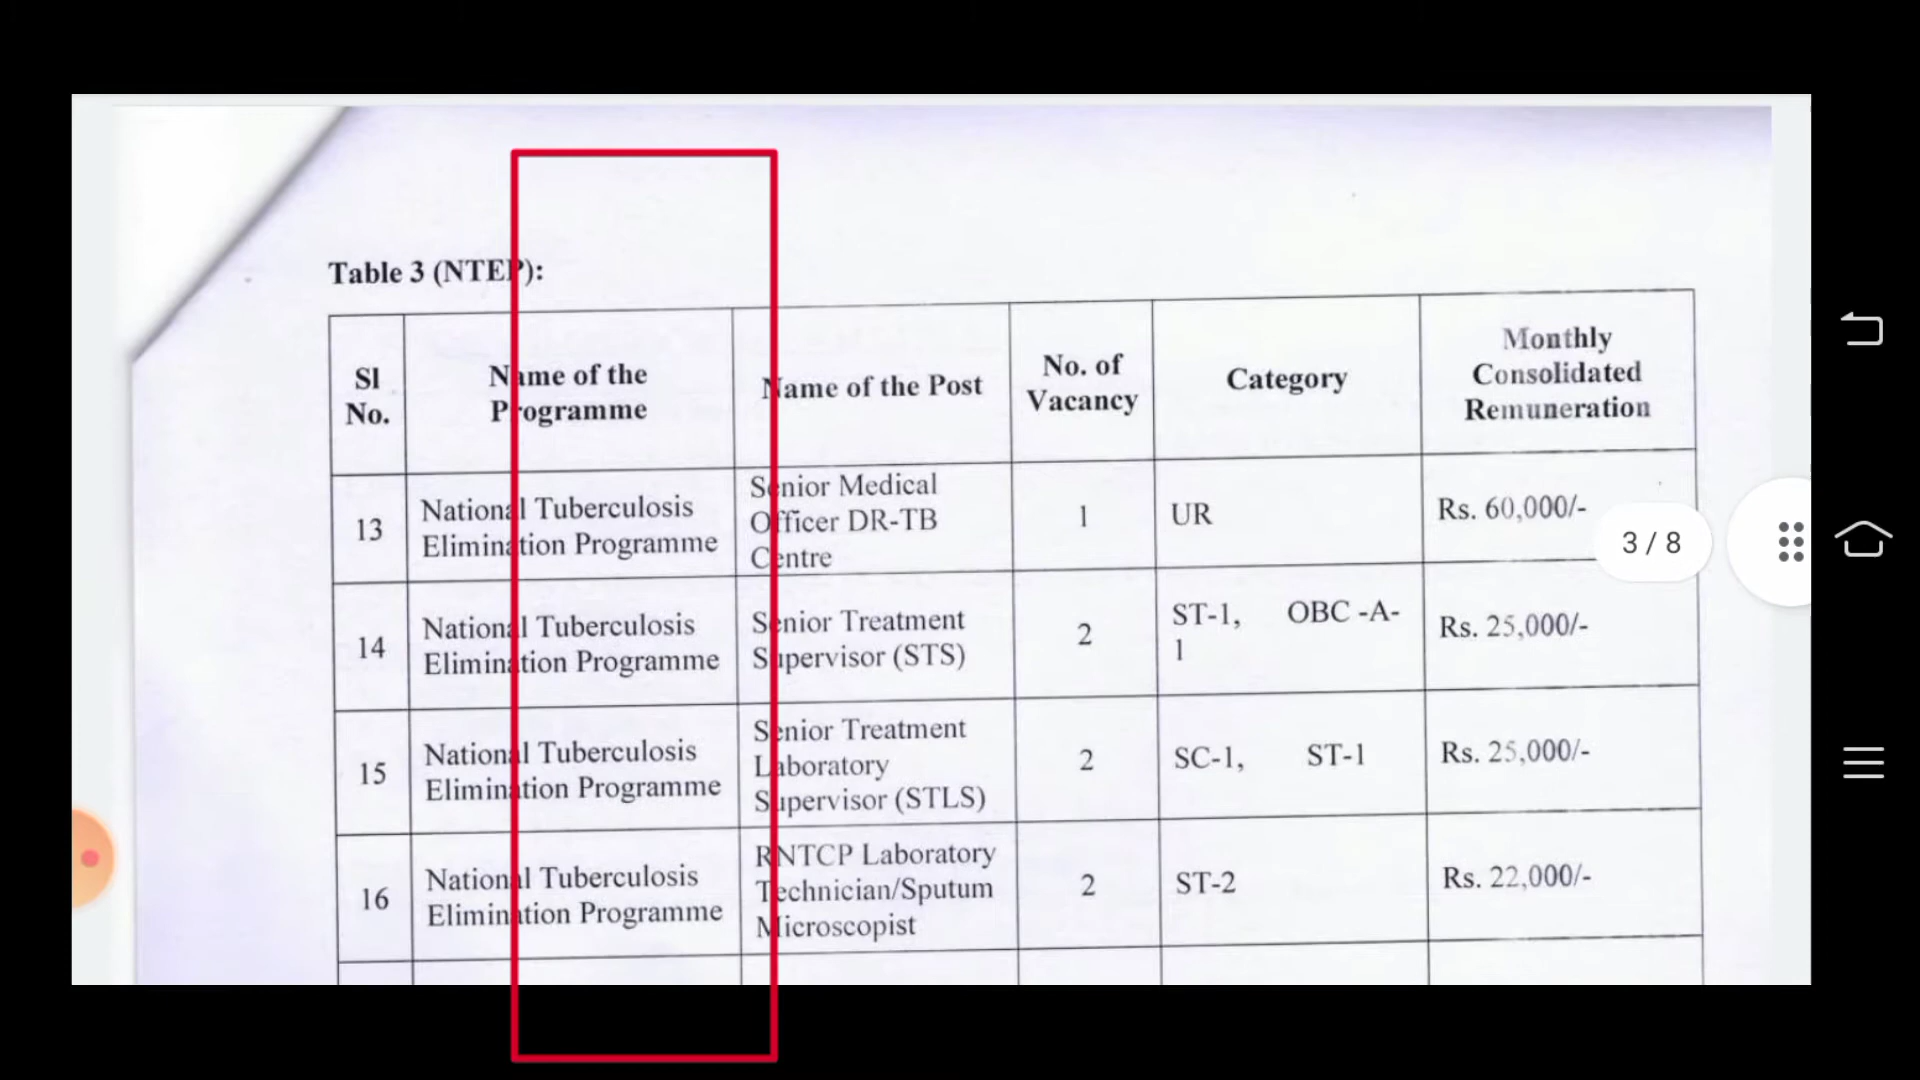 Table 3 (NTEP):
Sl No.
Name of the Programme
Name of the Post
No. of Vacancy
Category
Monthly Consolidated Remuneration
13
National Tuberculosis Elimination Programme
Senior Medical Officer DR-TB Centre
1
UR
Rs. 60,000/-
14
National Tuberculosis Elimination Programme
Senior Treatment Supervisor (STS)
2
ST-1, OBC -A-1
Rs. 25,000/-
15
National Tuberculosis Elimination Programme
Senior Treatment Laboratory Supervisor (STLS)
2
SC-1, ST-1
Rs. 25,000/-
16
National Tuberculosis Elimination Programme
RNTCP Laboratory Technician/Sputum Microscopist
2
ST-2
Rs. 22,000/-
3 / 8